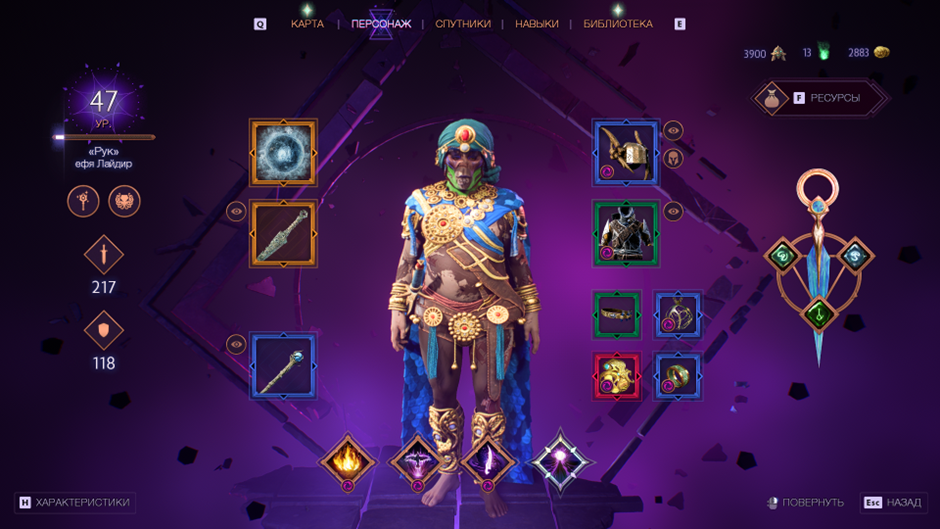 Q КАРТА ПЕРСОНАЖ СПУТНИКИ НАВЫКИ БИБЛИОТЕКА E
3900 13 2883
F РЕСУРСЫ
47
УР.
«Рук»
ефя Лайдир
217
118
H ХАРАКТЕРИСТИКИ
ПОВЕРНУТЬ Esc НАЗАД